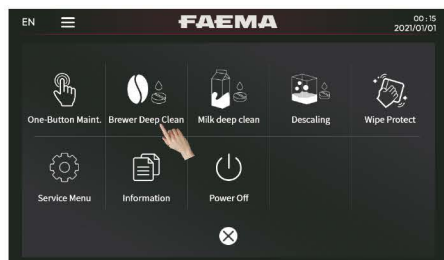 EN
FAEMA
00:15
2021/01/01
One-Button Maint.
Brewer Deep Clean
Milk deep clean
Descaling
Wipe Protect
Service Menu
Information
Power Off